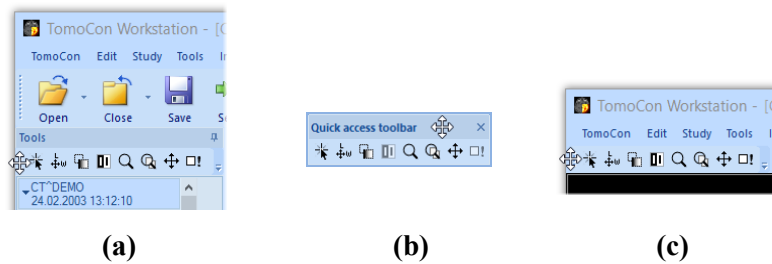 TomoCon Workstation - [
TomoCon Edit Study Tools
Open Close Save
Tools
CT^DEMO
24.02.2003 13:12:10
(a)
Quick access toolbar
(b)
TomoCon Workstation - [
TomoCon Edit Study Tools
(c)